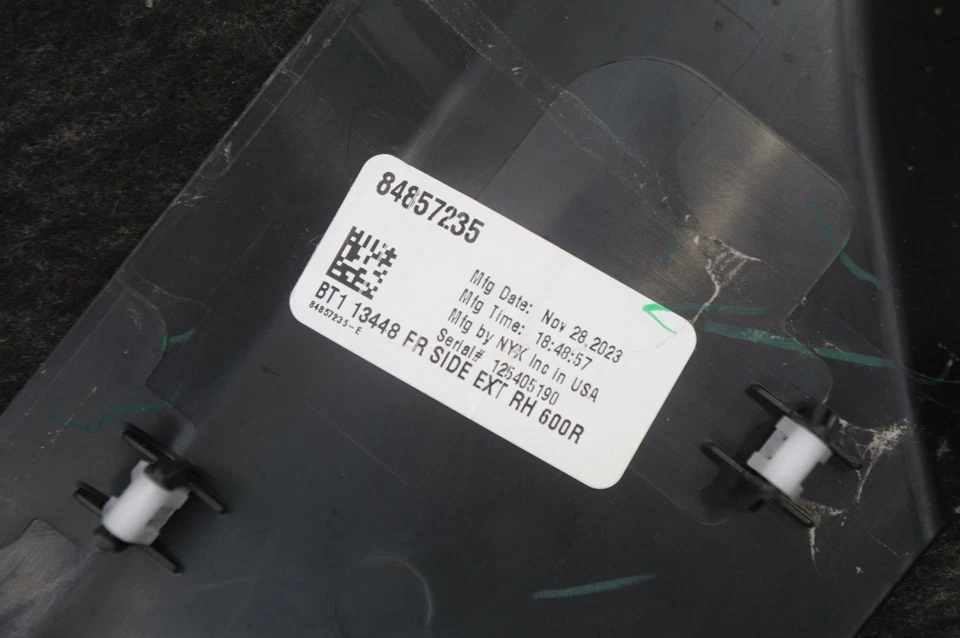 84857235
Mfg Date: Nov 28,2023
Mfg Time: 18:48:57
Mfg by NYX Inc in USA
Serial# 125405190
BT1 13448 FR SIDE EXT RH 600R
84857235-E